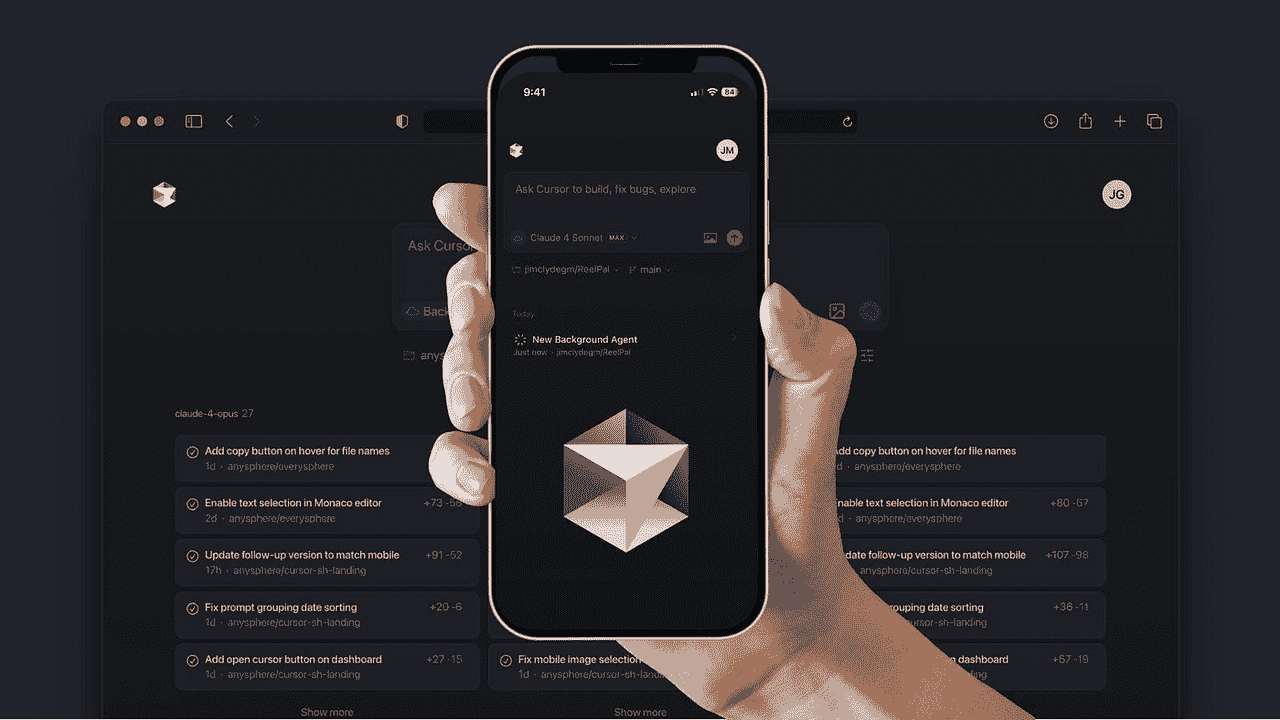 9:41
84
JM
Ask Cursor to build, fix bugs, explore
Claude 4 Sonnet MAX
jimclydegm/ReelPal main
Today
New Background Agent
Just now · jimclydegm/ReelPal
JG
Ask Cursor
Back
anys
claude-4-opus 27
Add copy button on hover for file names
1d · anysphere/everysphere
Enable text selection in Monaco editor +73 -58
2d · anysphere/everysphere
Update follow-up version to match mobile +91 -52
17h · anysphere/cursor-sh-landing
Fix prompt grouping date sorting +20 -6
1d · anysphere/cursor-sh-landing
Add open cursor button on dashboard +27 -15
1d · anysphere/cursor-sh-landing
Show more
Fix mobile image selection
1d · anysphere/cursor-sh-landing
Show more
dd copy button on hover for file names
d · anysphere/everysphere
nable text selection in Monaco editor +80 -67
d · anysphere/everysphere
date follow-up version to match mobile +107 -98
cursor-sh-landing
rouping date sorting +36 -11
ursor-sh-landing
n on dashboard +57 -19
nding